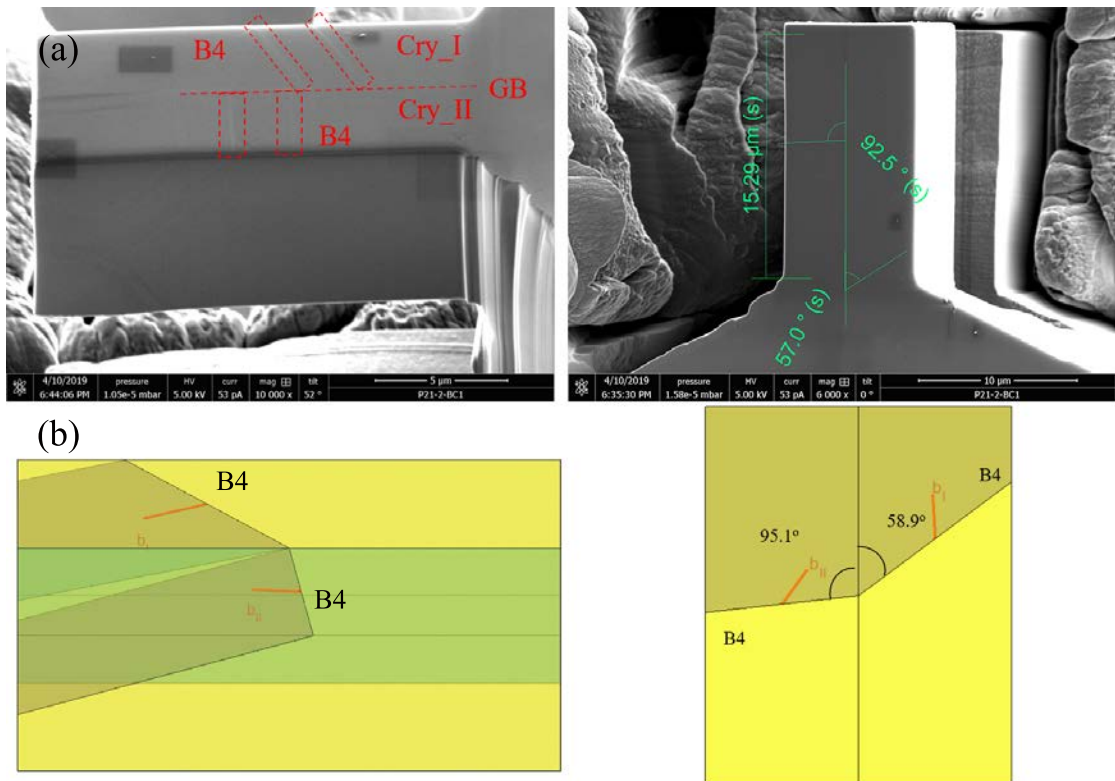 (a)
B4
Cry_I
GB
Cry_II
B4
4/10/2019 pressure HV curr mag tilt 5 µm
6:44:06 PM 1.05e-5 mbar 5.00 kV 53 pA 10 000 x 52 ° P21-2-BC1
15.29 µm (s)
92.5 ° (s)
57.0 ° (s)
4/10/2019 pressure HV curr mag tilt 10 µm
6:35:30 PM 1.58e-5 mbar 5.00 kV 53 pA 6 000 x 0 ° P21-2-BC1
(b)
B4
B4
b
II
B4
b
I
95.1°
58.9°
b
II
B4